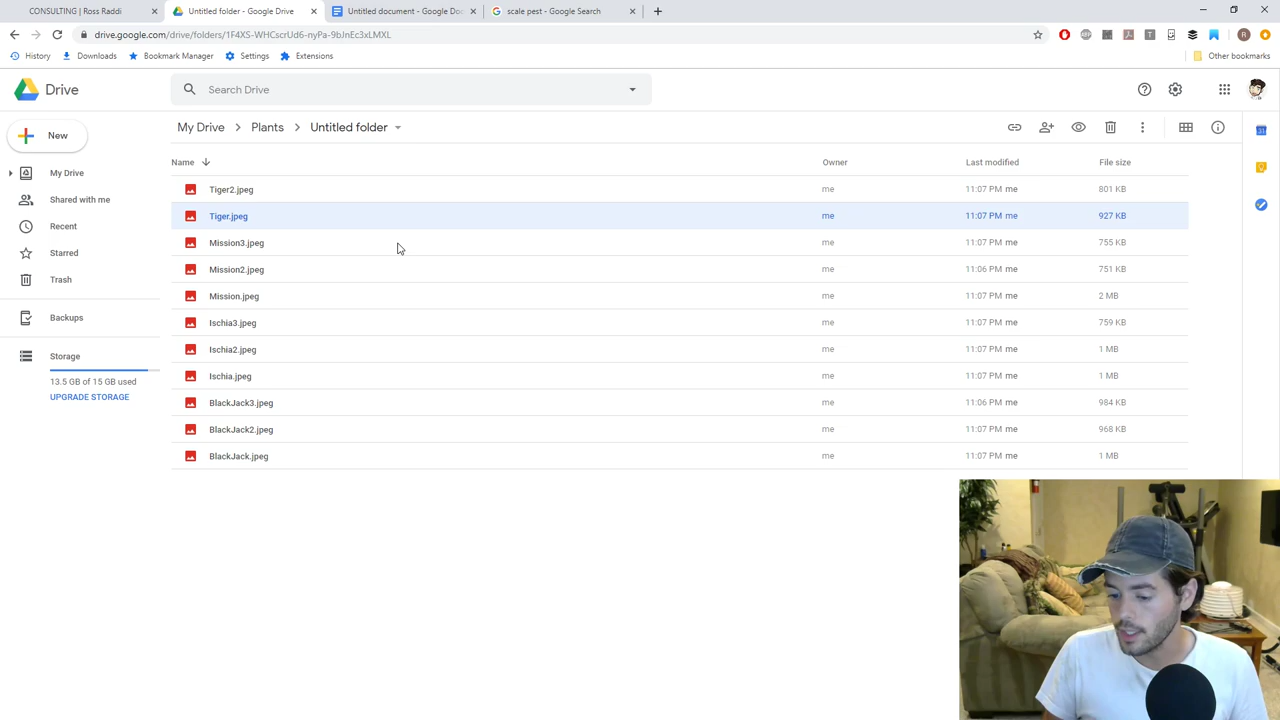 CONSULTING | Ross Raddi
Untitled folder - Google Drive
Untitled document - Google Doc
scale pest - Google Search
drive.google.com/drive/folders/1F4XS-WHCscrUd6-nyPa-9bJnEc3xLMXL
History
Downloads
Bookmark Manager
Settings
Extensions
Other bookmarks
Drive
Search Drive
New
My Drive
Shared with me
Recent
Starred
Trash
Backups
Storage
13.5 GB of 15 GB used
UPGRADE STORAGE
My Drive > Plants > Untitled folder
Name Owner Last modified File size
Tiger2.jpeg me 11:07 PM me 801 KB
Tiger.jpeg me 11:07 PM me 927 KB
Mission3.jpeg me 11:07 PM me 755 KB
Mission2.jpeg me 11:06 PM me 751 KB
Mission.jpeg me 11:07 PM me 2 MB
Ischia3.jpeg me 11:07 PM me 759 KB
Ischia2.jpeg me 11:07 PM me 1 MB
Ischia.jpeg me 11:07 PM me 1 MB
BlackJack3.jpeg me 11:06 PM me 984 KB
BlackJack2.jpeg me 11:07 PM me 968 KB
BlackJack.jpeg me 11:07 PM me 1 MB